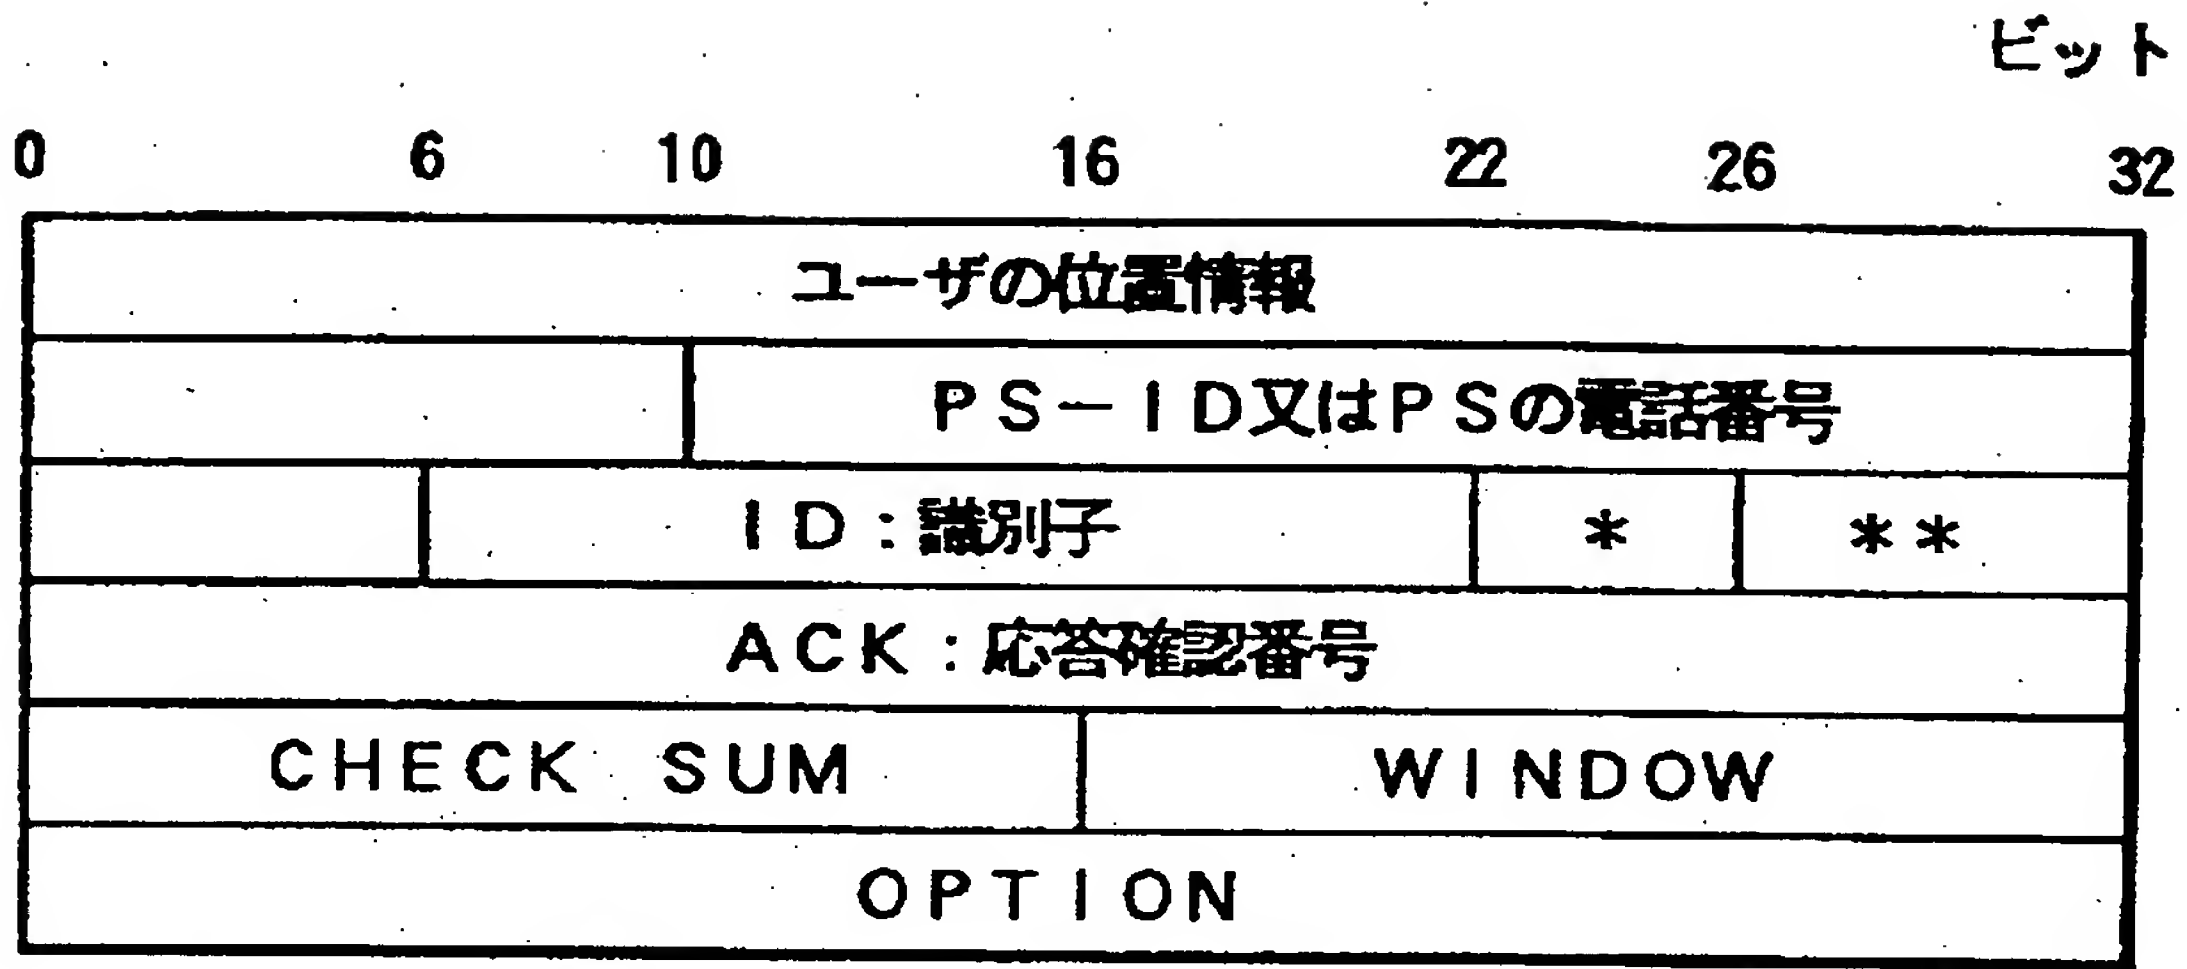 ビット
0 6 10 16 22 26 32
ユーザの位置情報
PS-ID又はPSの電話番号
ID:識別子 * **
ACK:応答確認番号
CHECK SUM WINDOW
OPTION